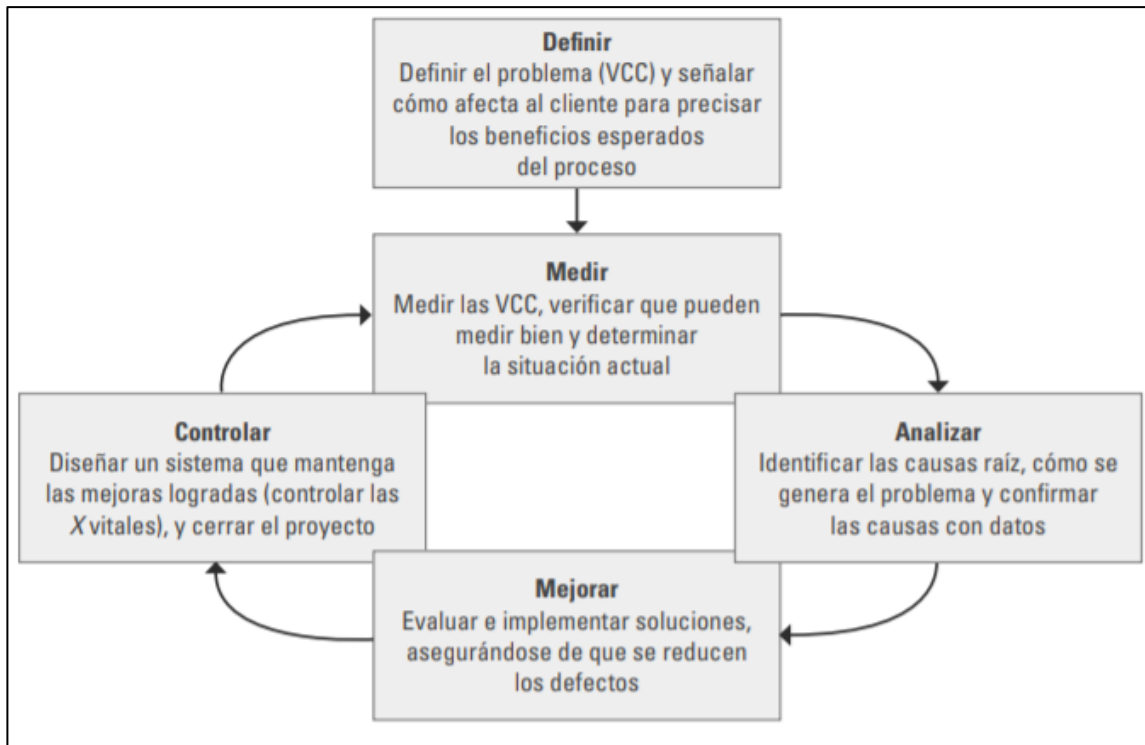 Definir
Definir el problema (VCC) y señalar
cómo afecta al cliente para precisar
los beneficios esperados
del proceso
Medir
Medir las VCC, verificar que pueden
medir bien y determinar
la situación actual
Controlar
Diseñar un sistema que mantenga
las mejoras logradas (controlar las
X vitales), y cerrar el proyecto
Analizar
Identificar las causas raíz, cómo se
genera el problema y confirmar
las causas con datos
Mejorar
Evaluar e implementar soluciones,
asegurándose de que se reducen
los defectos